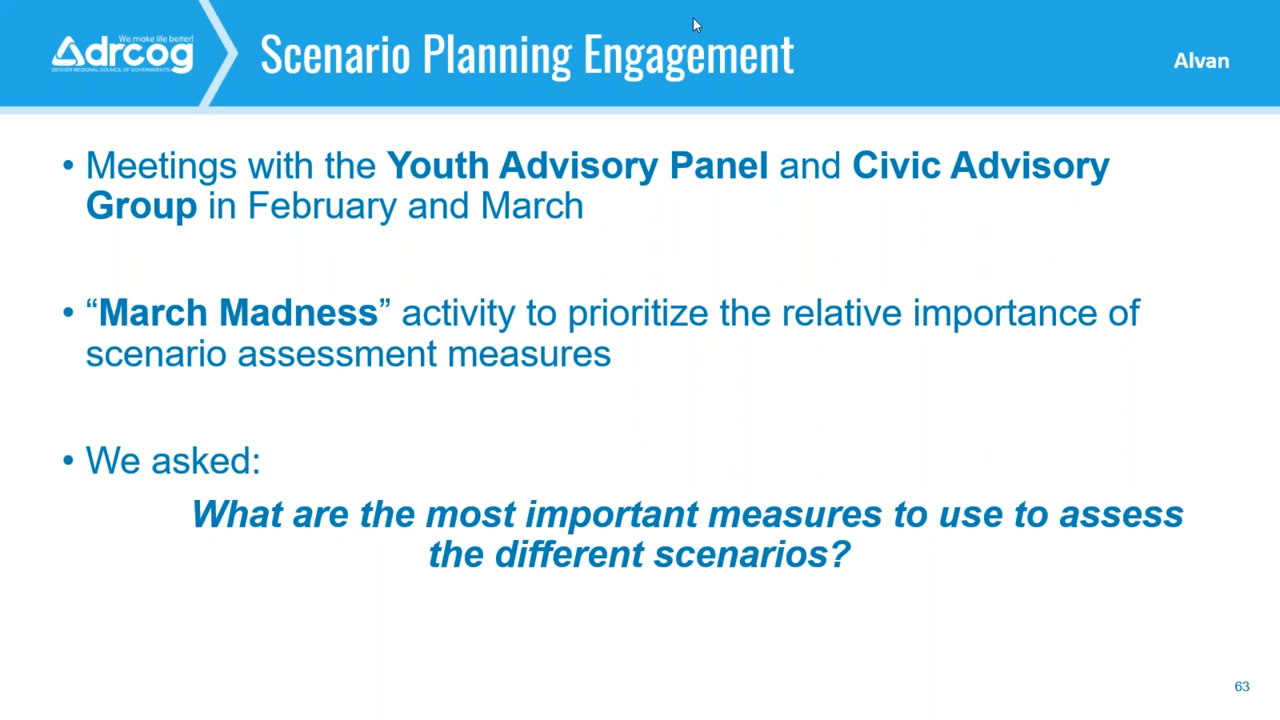 We make life better!
drcog
DENVER REGIONAL COUNCIL OF GOVERNMENTS
Scenario Planning Engagement
Alvan
• Meetings with the Youth Advisory Panel and Civic Advisory
Group in February and March
• “March Madness” activity to prioritize the relative importance of
scenario assessment measures
• We asked:
What are the most important measures to use to assess
the different scenarios?
63